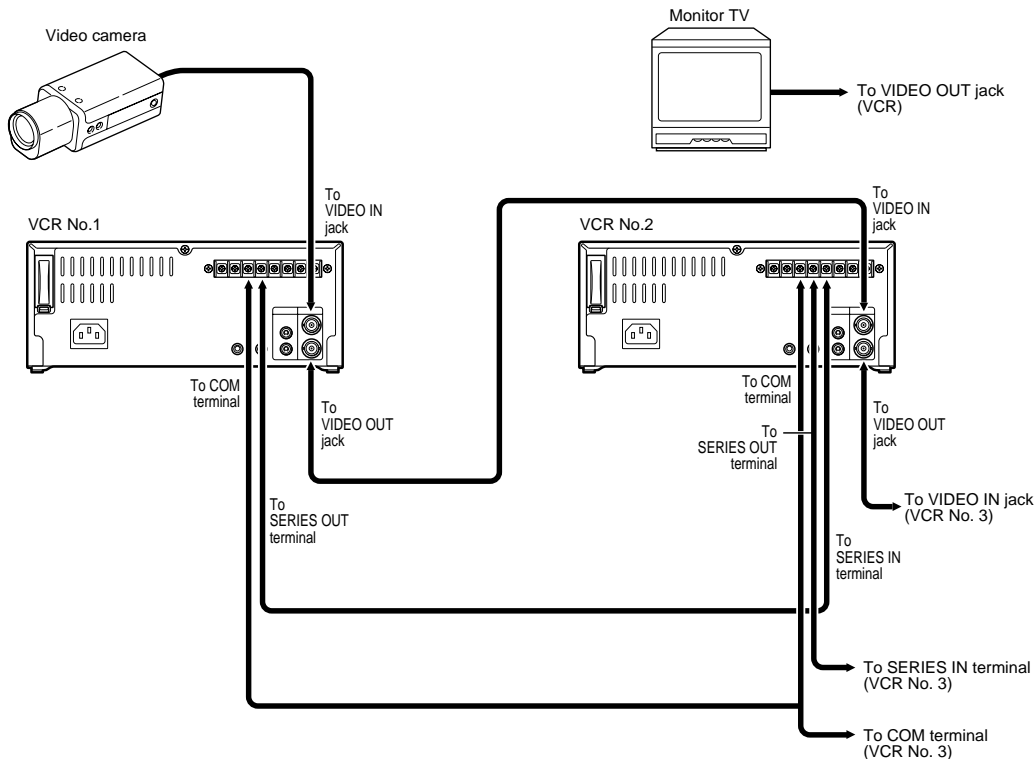 Monitor TV
Video camera
To VIDEO OUT jack
(VCR)
To
VIDEO IN
jack
To
VIDEO IN
jack
VCR No.1
VCR No.2
To COM
terminal
To
VIDEO OUT
jack
To COM
terminal
To
SERIES OUT
terminal
To
VIDEO OUT
jack
To
SERIES OUT
terminal
To VIDEO IN jack
(VCR No. 3)
To
SERIES IN
terminal
To SERIES IN terminal
(VCR No. 3)
To COM terminal
(VCR No. 3)